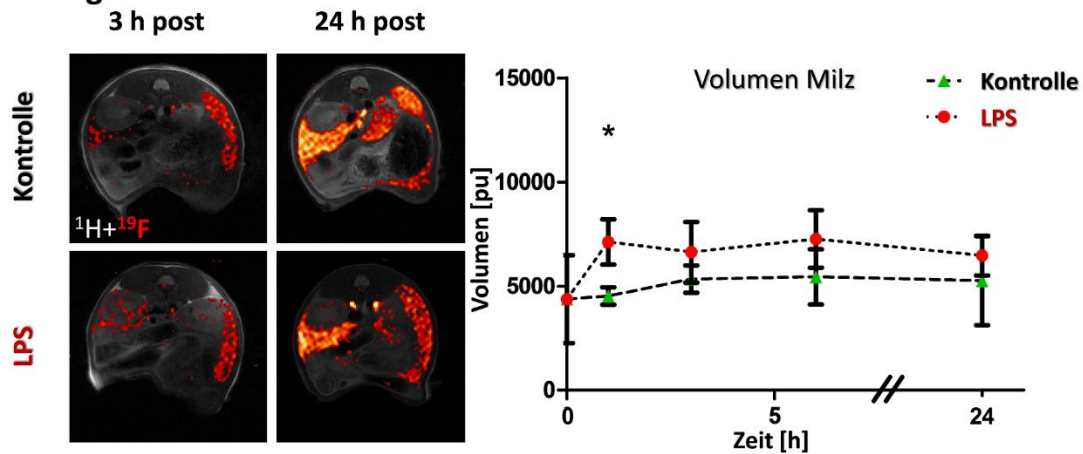 3 h post
24 h post
Kontrolle
LPS
¹H+¹⁹F
Volumen Milz
Kontrolle
LPS
*
Volumen [pu]
15000
10000
5000
0
0
5
24
Zeit [h]